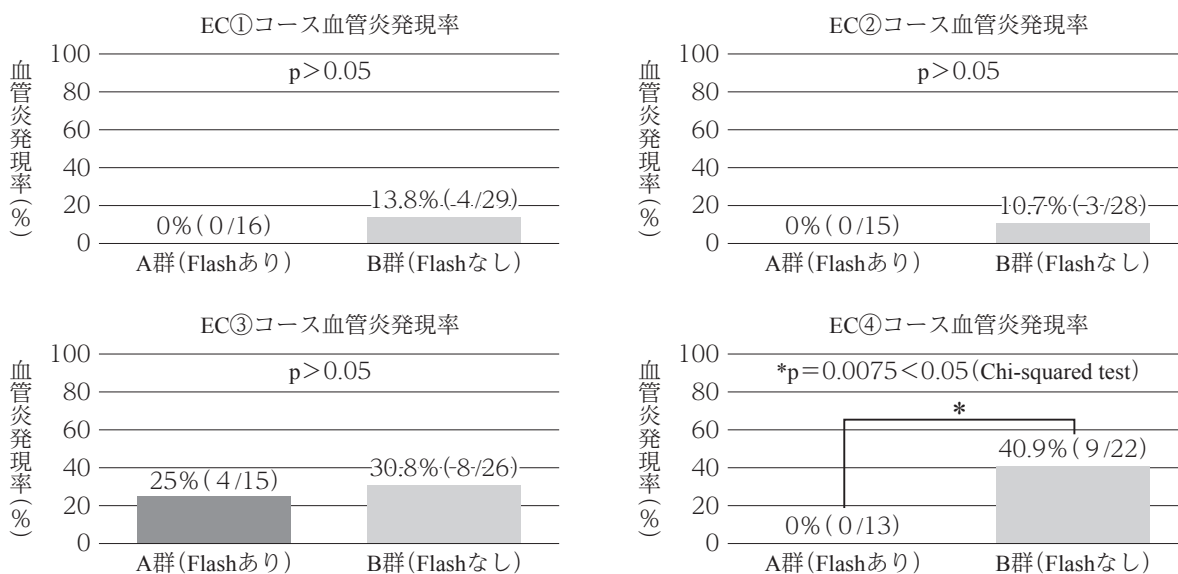 EC①コース血管炎発現率
血管炎発現率(%)
100
80
60
40
20
0
p＞0.05
0%(0/16)
13.8%(4/29)
A群(Flashあり)
B群(Flashなし)
EC②コース血管炎発現率
血管炎発現率(%)
100
80
60
40
20
0
p＞0.05
0%(0/15)
10.7%(3/28)
A群(Flashあり)
B群(Flashなし)
EC③コース血管炎発現率
血管炎発現率(%)
100
80
60
40
20
0
p＞0.05
25%(4/15)
30.8%(8/26)
A群(Flashあり)
B群(Flashなし)
EC④コース血管炎発現率
血管炎発現率(%)
100
80
60
40
20
0
*p＝0.0075＜0.05(Chi-squared test)
*
0%(0/13)
40.9%(9/22)
A群(Flashあり)
B群(Flashなし)